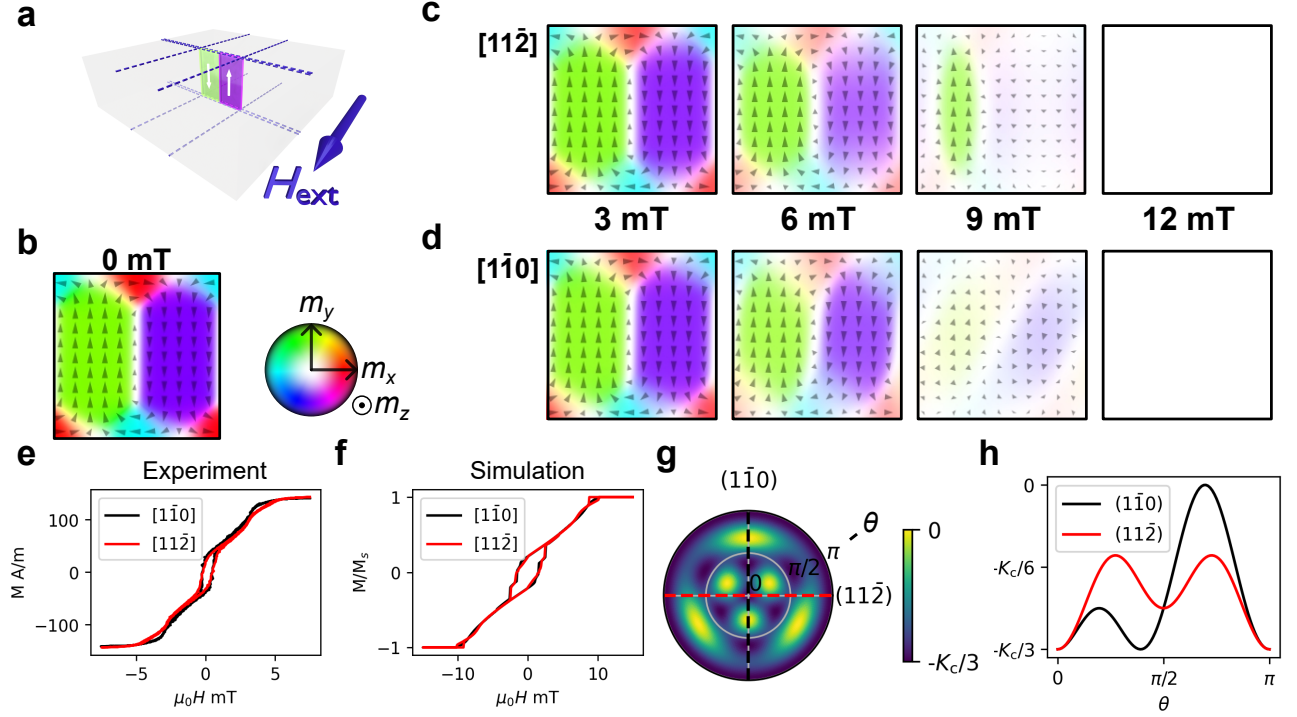 a
H_ext
b
0 mT
m_y
m_x
m_z
c
[112̄]
3 mT
6 mT
9 mT
12 mT
d
[11̄0]
e
Experiment
[11̄0]
[112̄]
M A/m
100
0
−100
−5
0
5
μ₀H mT
f
Simulation
[11̄0]
[112̄]
M/M_s
1
0
−1
−10
0
10
μ₀H mT
g
(11̄0)
θ
π
π/2
0
(112̄)
0
-K_c/3
h
(11̄0)
(112̄)
0
-K_c/6
-K_c/3
0
π/2
π
θ